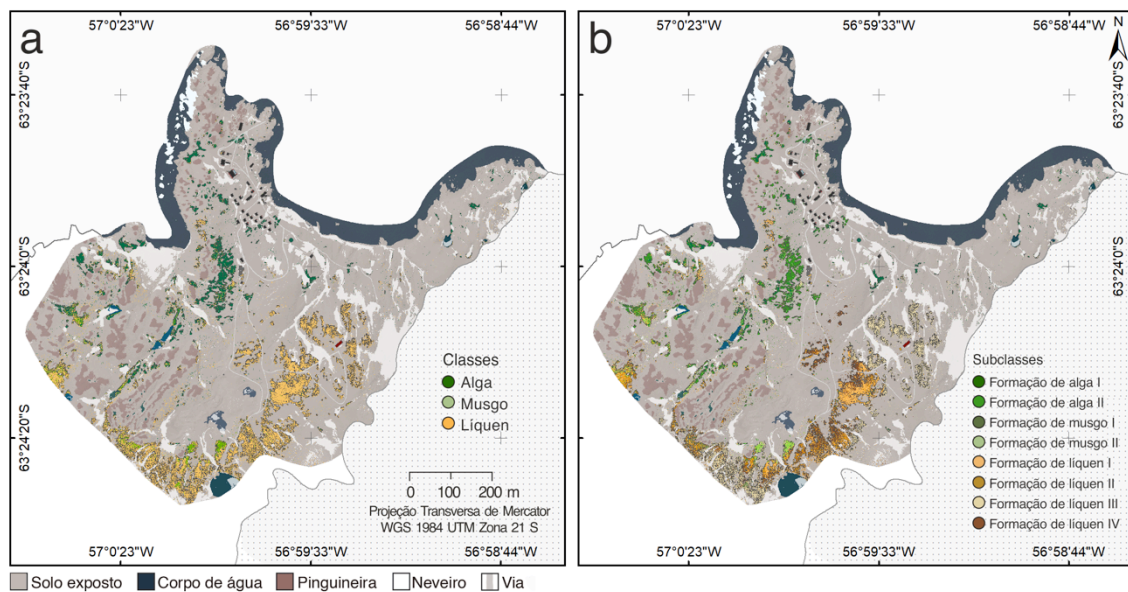 a
57°0'23"W
56°59'33"W
56°58'44"W
63°23'40"S
63°24'0"S
63°24'20"S
Classes
Alga
Musgo
Líquen
0 100 200 m
Projeção Transversa de Mercator
WGS 1984 UTM Zona 21 S
57°0'23"W
56°59'33"W
56°58'44"W
b
57°0'23"W
56°59'33"W
56°58'44"W
N
63°23'40"S
63°24'0"S
63°24'20"S
Subclasses
Formação de alga I
Formação de alga II
Formação de musgo I
Formação de musgo II
Formação de líquen I
Formação de líquen II
Formação de líquen III
Formação de líquen IV
57°0'23"W
56°59'33"W
56°58'44"W
Solo exposto Corpo de água Pinguineira Neveiro Via